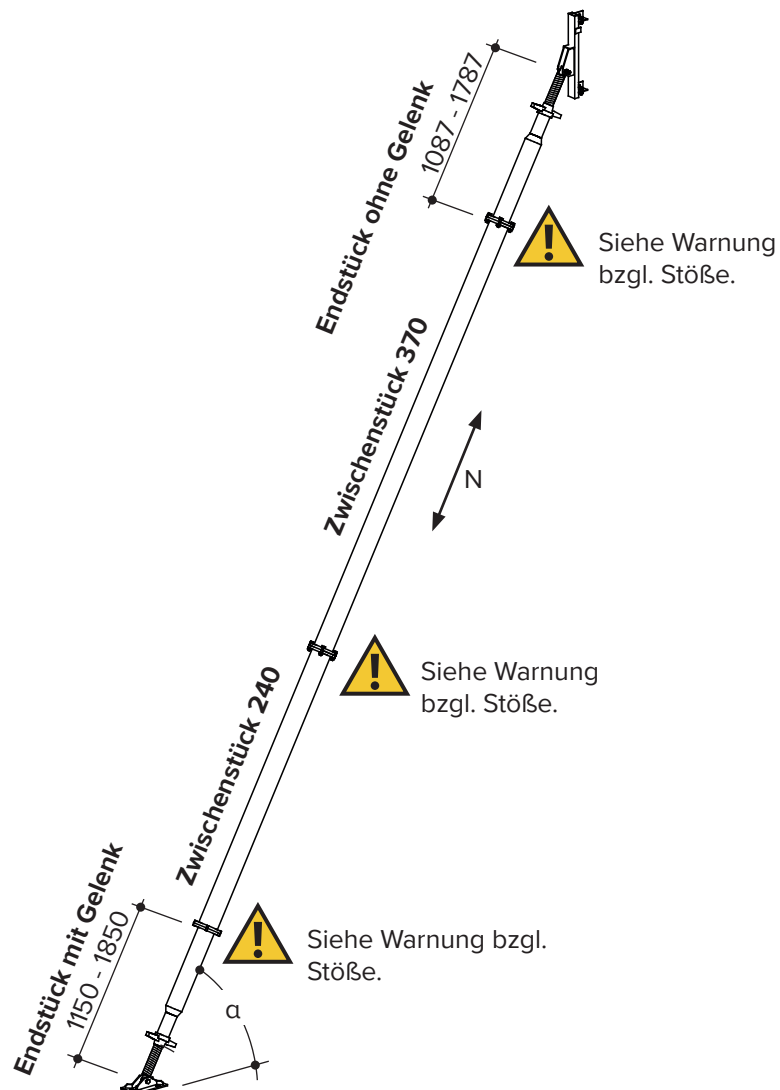 Endstück ohne Gelenk
1087 - 1787
Siehe Warnung
bzgl. Stöße.
Zwischenstück 370
N
Siehe Warnung
bzgl. Stöße.
Zwischenstück 240
Endstück mit Gelenk
1150 - 1850
Siehe Warnung bzgl.
Stöße.
α